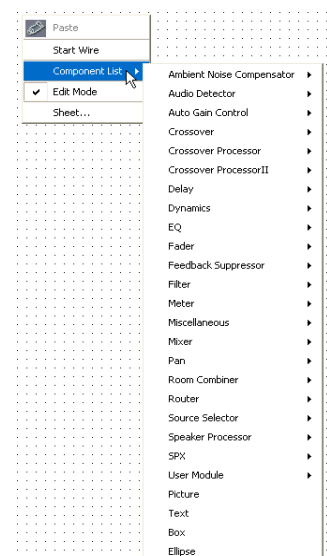 Paste
Start Wire
Component List
Edit Mode
Sheet...
Ambient Noise Compensator
Audio Detector
Auto Gain Control
Crossover
Crossover Processor
Crossover ProcessorII
Delay
Dynamics
EQ
Fader
Feedback Suppressor
Filter
Meter
Miscellaneous
Mixer
Pan
Room Combiner
Router
Source Selector
Speaker Processor
SPX
User Module
Picture
Text
Box
Ellipse